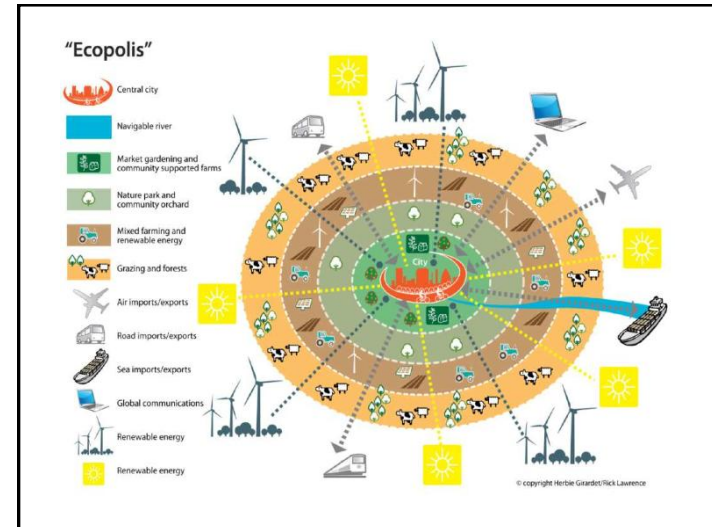 "Ecopolis"
Central city
Navigable river
Market gardening and
community supported farms
Nature park and
community orchard
Mixed farming and
renewable energy
Grazing and forests
Air imports/exports
Road imports/exports
Sea imports/exports
Global communications
Renewable energy
Renewable energy
City
© copyright Herbie Girardet/Rick Lawrence